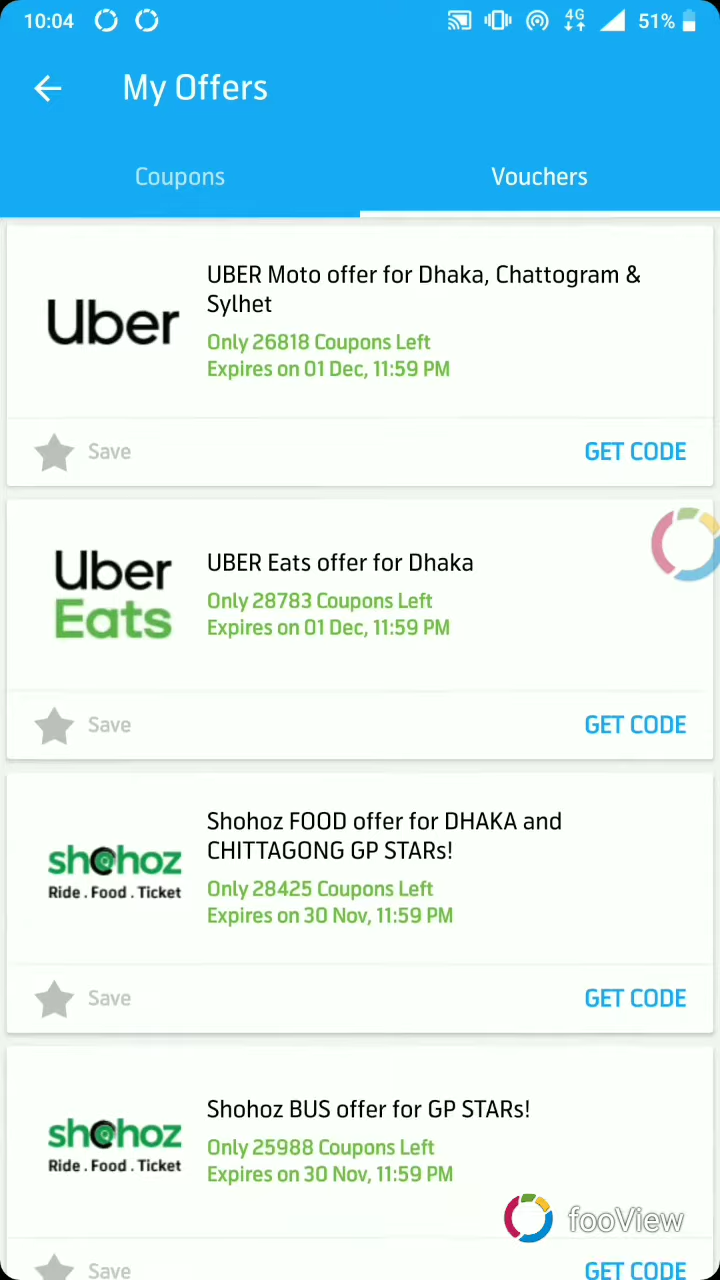 10:04 4G 51%
My Offers
Coupons Vouchers
Uber
UBER Moto offer for Dhaka, Chattogram &
Sylhet
Only 26818 Coupons Left
Expires on 01 Dec, 11:59 PM
Save GET CODE
Uber
Eats
UBER Eats offer for Dhaka
Only 28783 Coupons Left
Expires on 01 Dec, 11:59 PM
Save GET CODE
shohoz
Ride . Food . Ticket
Shohoz FOOD offer for DHAKA and
CHITTAGONG GP STARs!
Only 28425 Coupons Left
Expires on 30 Nov, 11:59 PM
Save GET CODE
shohoz
Ride . Food . Ticket
Shohoz BUS offer for GP STARs!
Only 25988 Coupons Left
Expires on 30 Nov, 11:59 PM
fooView
Save GET CODE